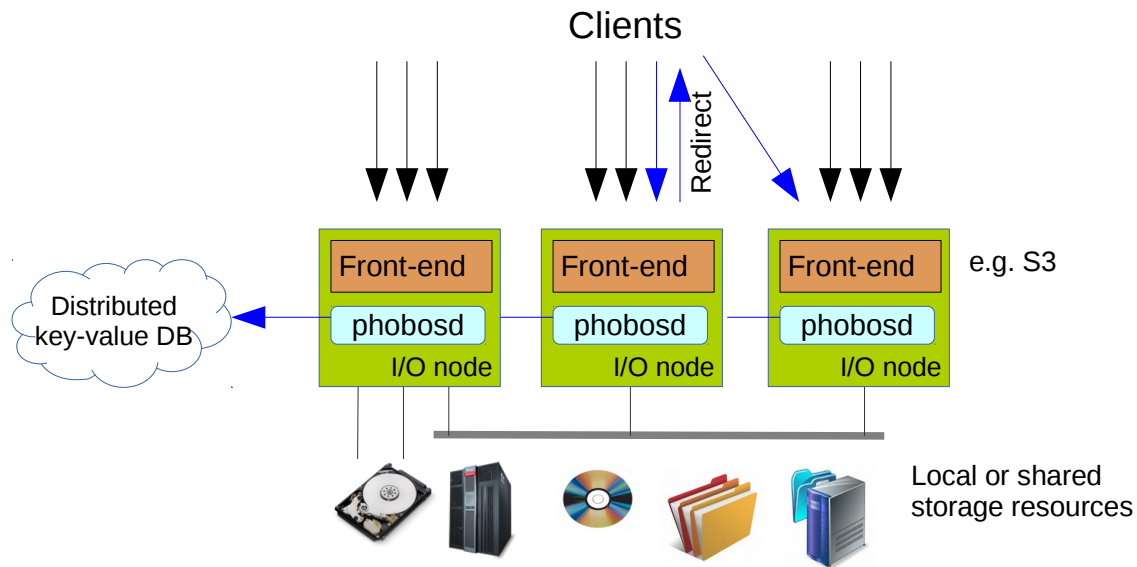 Clients
Redirect
Front-end
Front-end
Front-end
e.g. S3
Distributed
key-value DB
phobosd
phobosd
phobosd
I/O node
I/O node
I/O node
Local or shared
storage resources